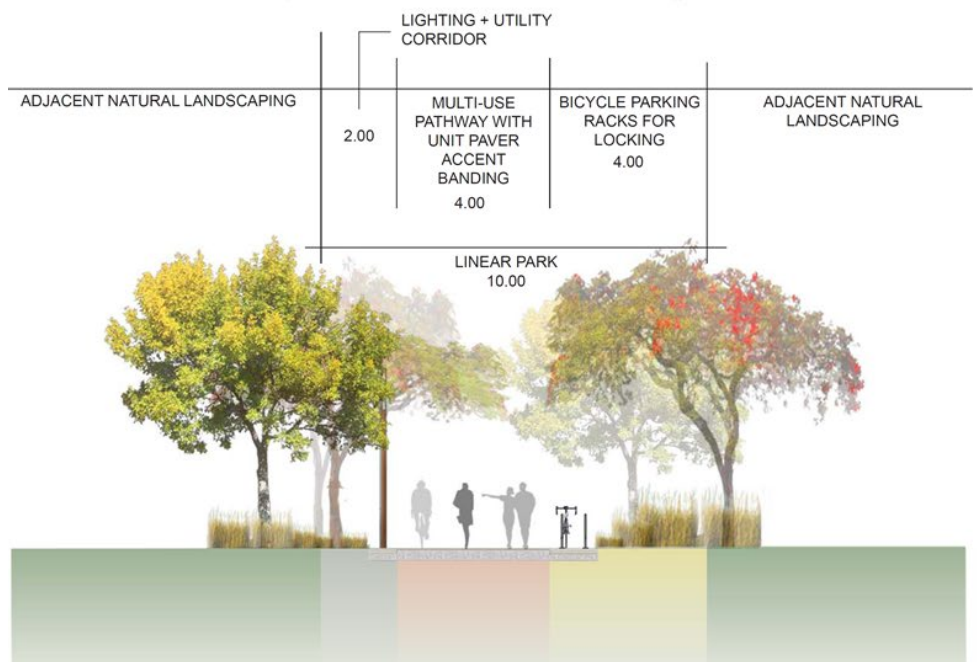 LIGHTING + UTILITY
CORRIDOR
ADJACENT NATURAL LANDSCAPING
2.00
MULTI-USE
PATHWAY WITH
UNIT PAVER
ACCENT
BANDING
4.00
BICYCLE PARKING
RACKS FOR
LOCKING
4.00
ADJACENT NATURAL
LANDSCAPING
LINEAR PARK
10.00